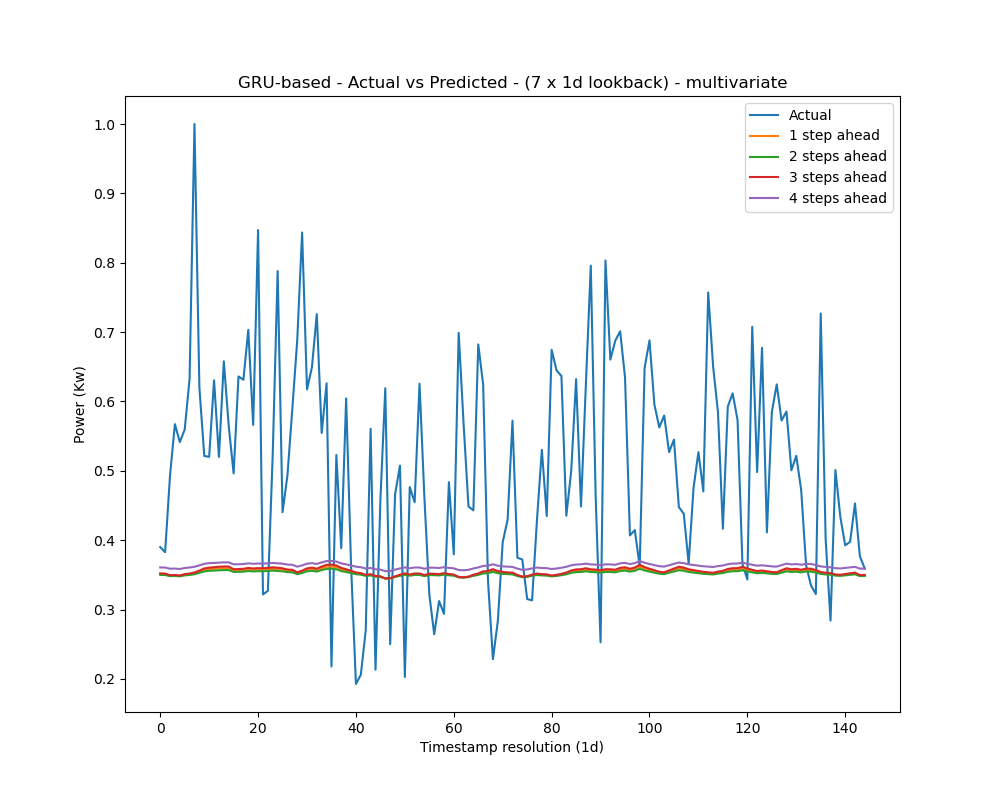 GRU-based - Actual vs Predicted - (7 x 1d lookback) - multivariate
Actual
1 step ahead
2 steps ahead
3 steps ahead
4 steps ahead
Power (Kw)
1.0
0.9
0.8
0.7
0.6
0.5
0.4
0.3
0.2
0 20 40 60 80 100 120 140
Timestamp resolution (1d)